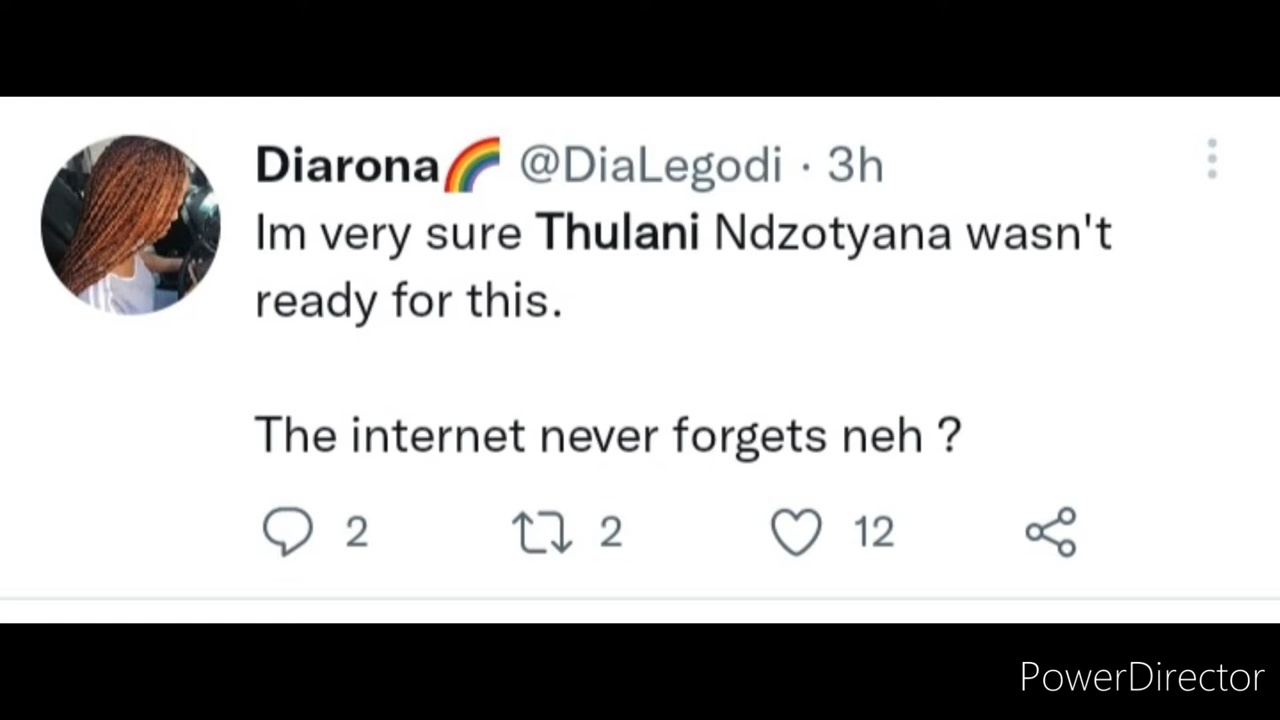 Diarona🌈 @DiaLegodi · 3h
Im very sure Thulani Ndzotyana wasn't
ready for this.
The internet never forgets neh ?
2 2 12
PowerDirector